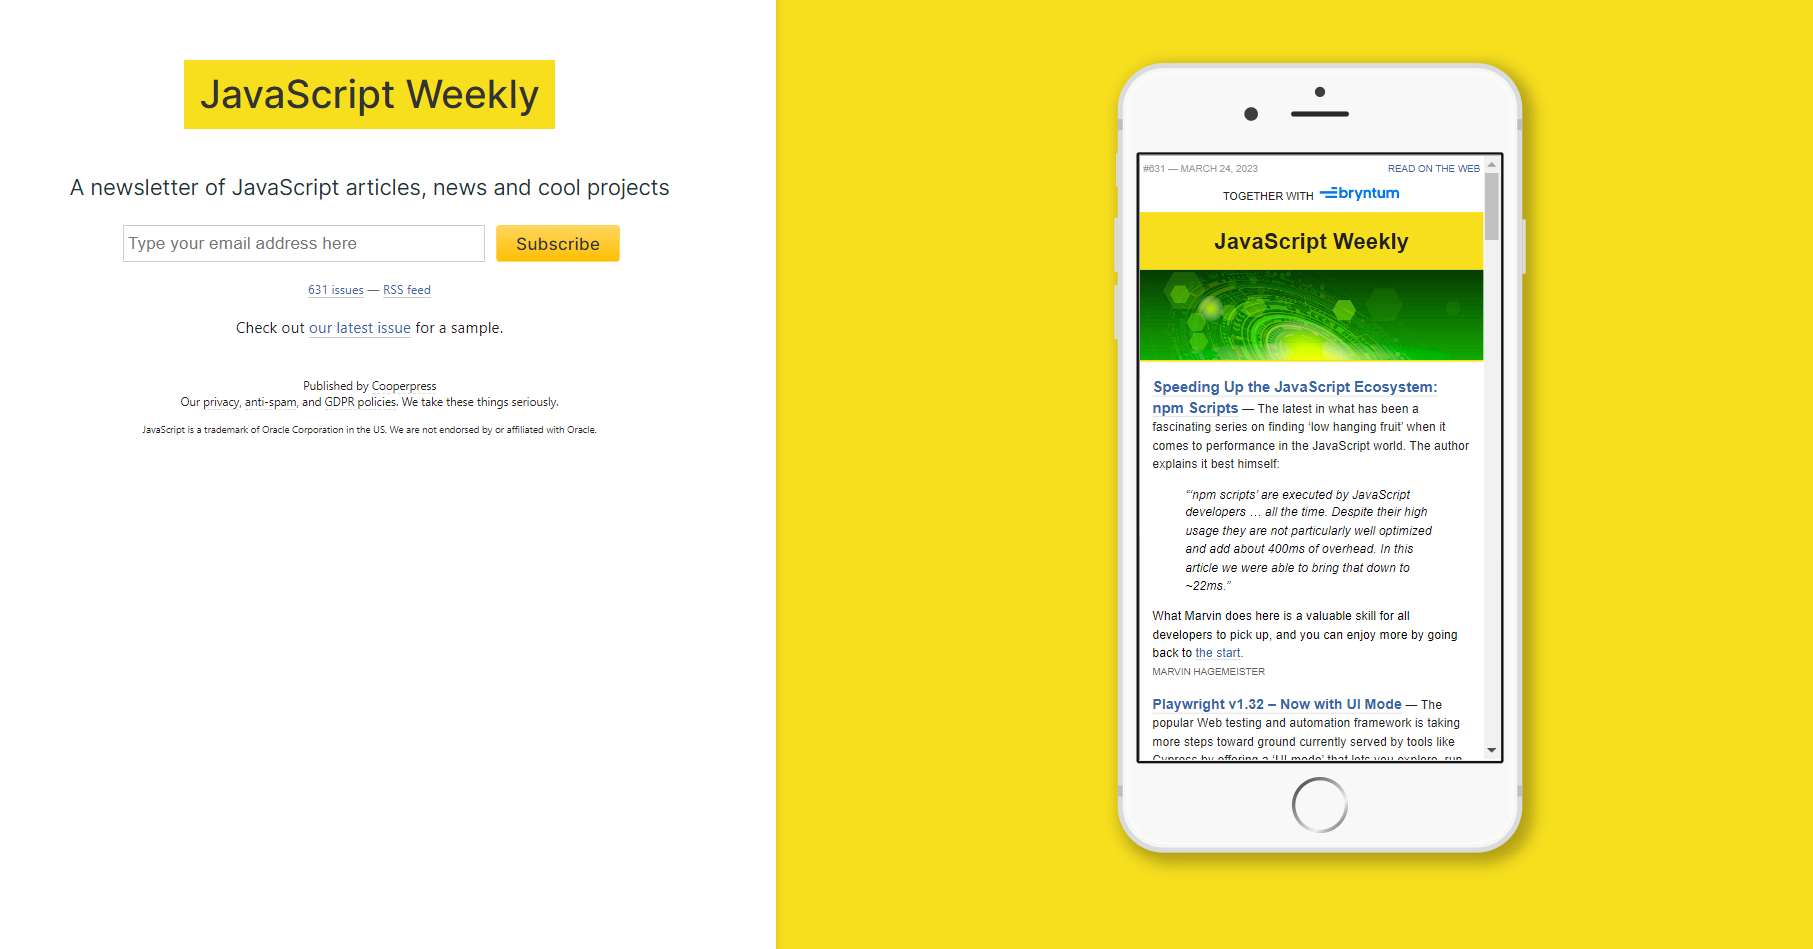 JavaScript Weekly
A newsletter of JavaScript articles, news and cool projects
Type your email address here
Subscribe
631 issues — RSS feed
Check out our latest issue for a sample.
Published by Cooperpress
Our privacy, anti-spam, and GDPR policies. We take these things seriously.
JavaScript is a trademark of Oracle Corporation in the US. We are not endorsed by or affiliated with Oracle.
#631 — MARCH 24, 2023 READ ON THE WEB
TOGETHER WITH bryntum
JavaScript Weekly
Speeding Up the JavaScript Ecosystem:
npm Scripts — The latest in what has been a
fascinating series on finding ‘low hanging fruit’ when it
comes to performance in the JavaScript world. The author
explains it best himself:
“‘npm scripts’ are executed by JavaScript
developers … all the time. Despite their high
usage they are not particularly well optimized
and add about 400ms of overhead. In this
article we were able to bring that down to
~22ms.”
What Marvin does here is a valuable skill for all
developers to pick up, and you can enjoy more by going
back to the start.
MARVIN HAGEMEISTER
Playwright v1.32 – Now with UI Mode — The
popular Web testing and automation framework is taking
more steps toward ground currently served by tools like
Cypress by offering a ‘UI mode’ that lets you explore, run